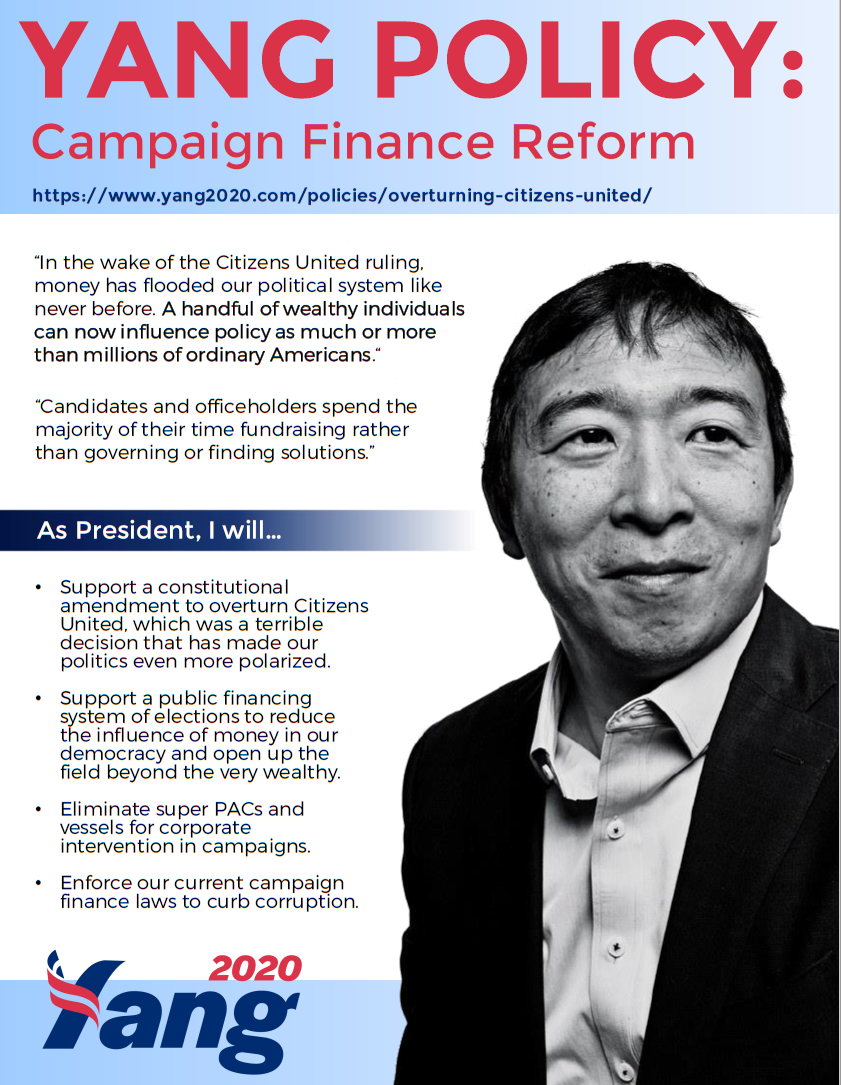 YANG POLICY:
Campaign Finance Reform
https://www.yang2020.com/policies/overturning-citizens-united/
“In the wake of the Citizens United ruling,
money has flooded our political system like
never before. A handful of wealthy individuals
can now influence policy as much or more
than millions of ordinary Americans.“
“Candidates and officeholders spend the
majority of their time fundraising rather
than governing or finding solutions.”
As President, I will...
• Support a constitutional
amendment to overturn Citizens
United, which was a terrible
decision that has made our
politics even more polarized.
• Support a public financing
system of elections to reduce
the influence of money in our
democracy and open up the
field beyond the very wealthy.
• Eliminate super PACs and
vessels for corporate
intervention in campaigns.
• Enforce our current campaign
finance laws to curb corruption.
2020
Yang